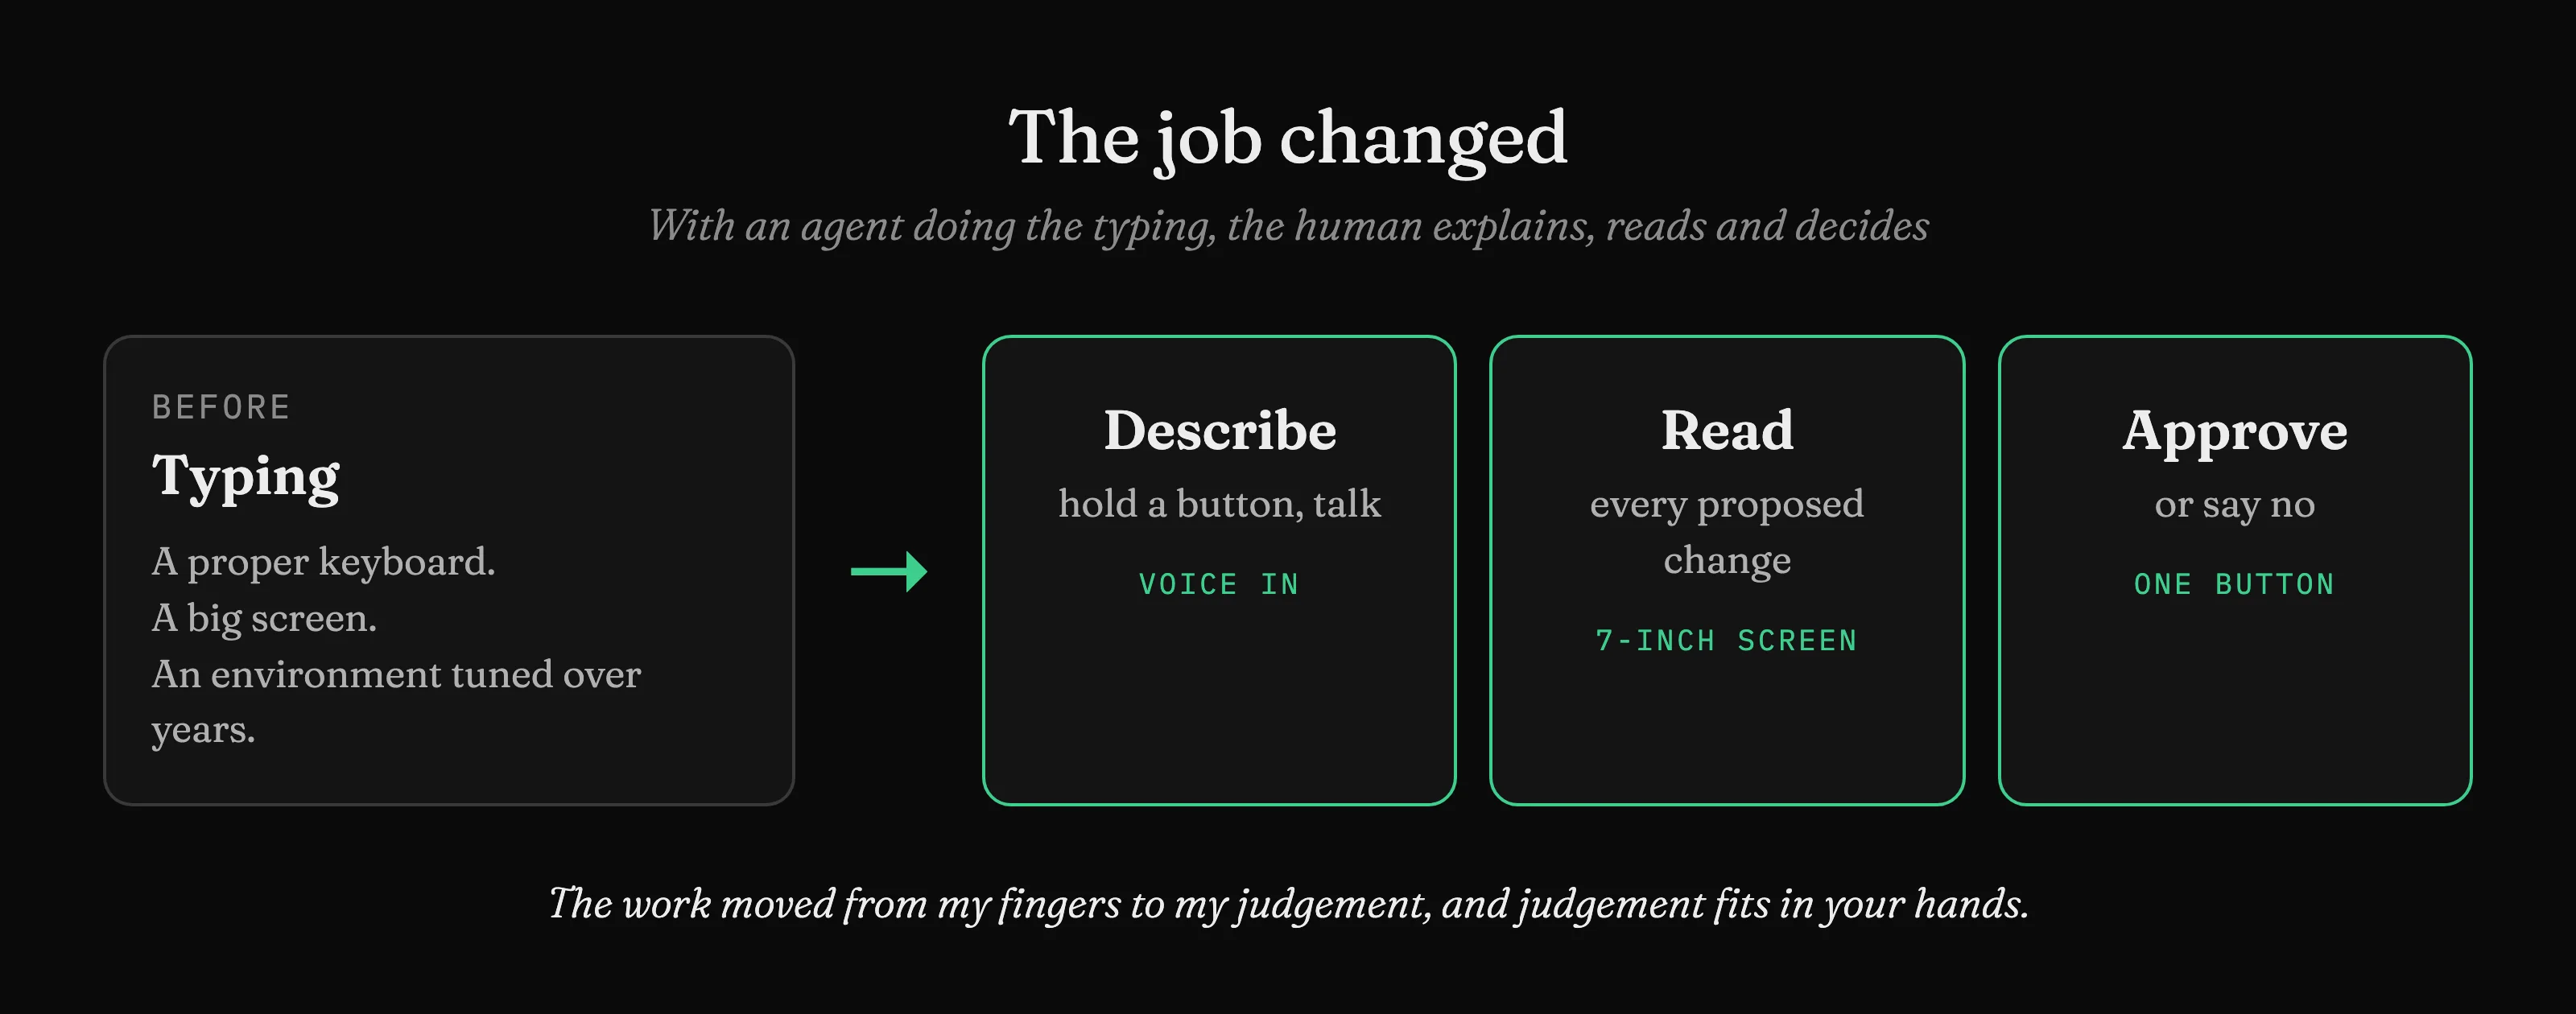 The job changed
With an agent doing the typing, the human explains, reads and decides
BEFORE
Typing
A proper keyboard.
A big screen.
An environment tuned over
years.
Describe
hold a button, talk
VOICE IN
Read
every proposed
change
7-INCH SCREEN
Approve
or say no
ONE BUTTON
The work moved from my fingers to my judgement, and judgement fits in your hands.